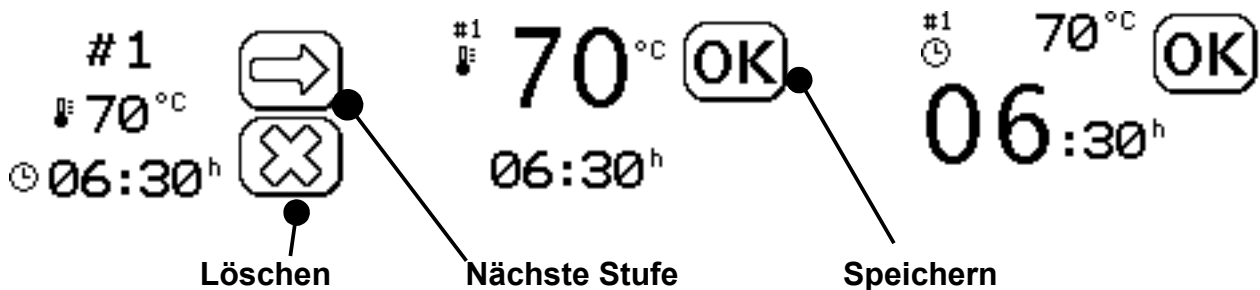 #1
70°C
06:30h
#1
70°C
OK
06:30h
#1
70°C
OK
06:30h
Löschen
Nächste Stufe
Speichern